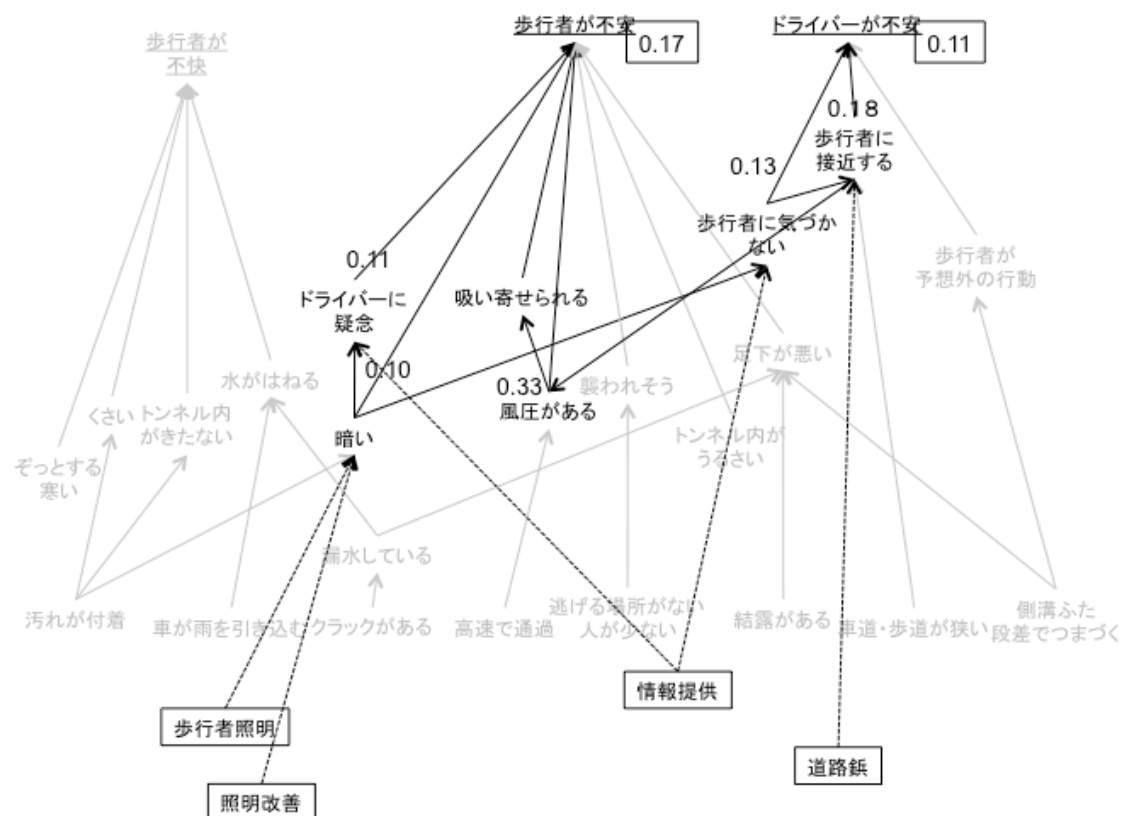 歩行者が不安
0.17
ドライバーが不安
0.11
歩行者が
不快
0.18
歩行者に
接近する
0.13
歩行者に気づか
ない
歩行者が
予想外の行動
0.11
ドライバーに
疑念
吸い寄せられる
0.10
足下が悪い
水がはねる
0.33
襲われそう
風圧がある
くさい
トンネル内
がきたない
暗い
トンネル内が
うるさい
ぞっとする
寒い
漏水している
汚れが付着
車が雨を引き込む
クラックがある
高速で通過
逃げる場所がない
人が少ない
結露がある
車道・歩道が狭い
側溝ふた
段差でつまづく
情報提供
歩行者照明
道路鋲
照明改善